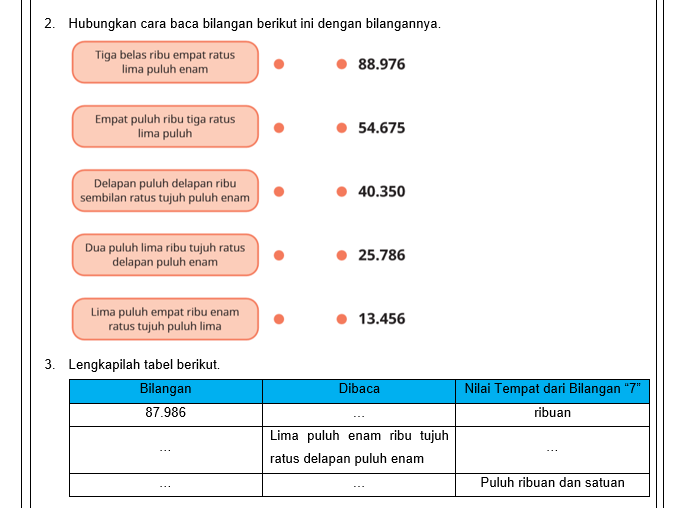 2. Hubungkan cara baca bilangan berikut ini dengan bilangannya.
Tiga belas ribu empat ratus
lima puluh enam
88.976
Empat puluh ribu tiga ratus
lima puluh
54.675
Delapan puluh delapan ribu
sembilan ratus tujuh puluh enam
40.350
Dua puluh lima ribu tujuh ratus
delapan puluh enam
25.786
Lima puluh empat ribu enam
ratus tujuh puluh lima
13.456
3. Lengkapilah tabel berikut.
Bilangan Dibaca Nilai Tempat dari Bilangan “7”
87.986 ... ribuan
... Lima puluh enam ribu tujuh
ratus delapan puluh enam ...
... ... Puluh ribuan dan satuan